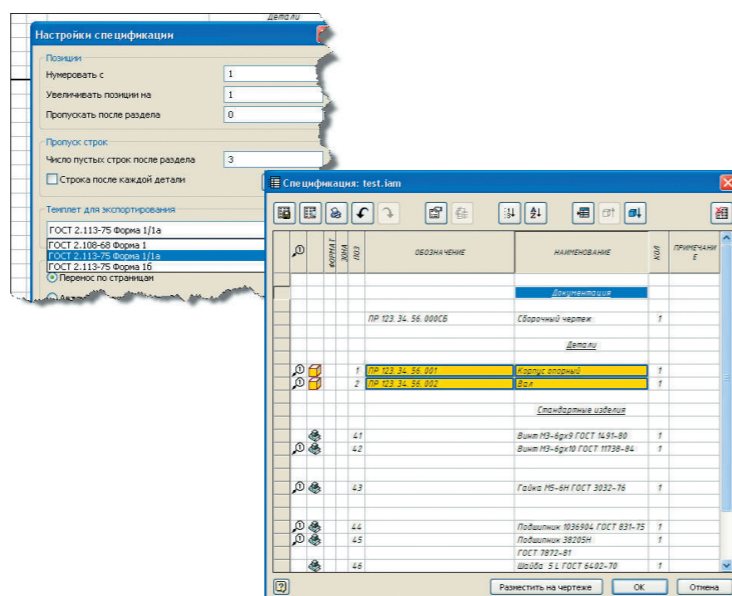 Детали
Настройки спецификации
Позиции
Нумеровать с 1
Увеличивать позиции на 1
Пропускать после раздела 0
Пропуск строк
Число пустых строк после раздела 3
Строка после каждой детали
Темплет для экспортирования
ГОСТ 2.113-75 Форма 1/1а
ГОСТ 2.108-68 Форма 1
ГОСТ 2.113-75 Форма 1/1а
ГОСТ 2.113-75 Форма 1б
Перенос по страницам
Спецификация: test.iam
ФОРМАТ ЗОНА ПОЗ ОБОЗНАЧЕНИЕ НАИМЕНОВАНИЕ КОЛ ПРИМЕЧАНИ
Е
Документация
ПР 123. 34. 56. 000СБ Сборочный чертеж 1
Детали
1 ПР 123. 34. 56. 001 Корпус опорный 1
2 ПР 123. 34. 56. 002 Вал 1
Стандартные изделия
41 Винт М3-6gx9 ГОСТ 1491-80 1
42 Винт М3-6gx10 ГОСТ 11738-84 1
43 Гайка М5-6Н ГОСТ 3032-76 1
44 Подшипник 1036904 ГОСТ 831-75 1
45 Подшипник 38205Н 1
ГОСТ 7872-81
46 Шайба 5 L ГОСТ 6402-70 1
Разместить на чертеже OK Отмена